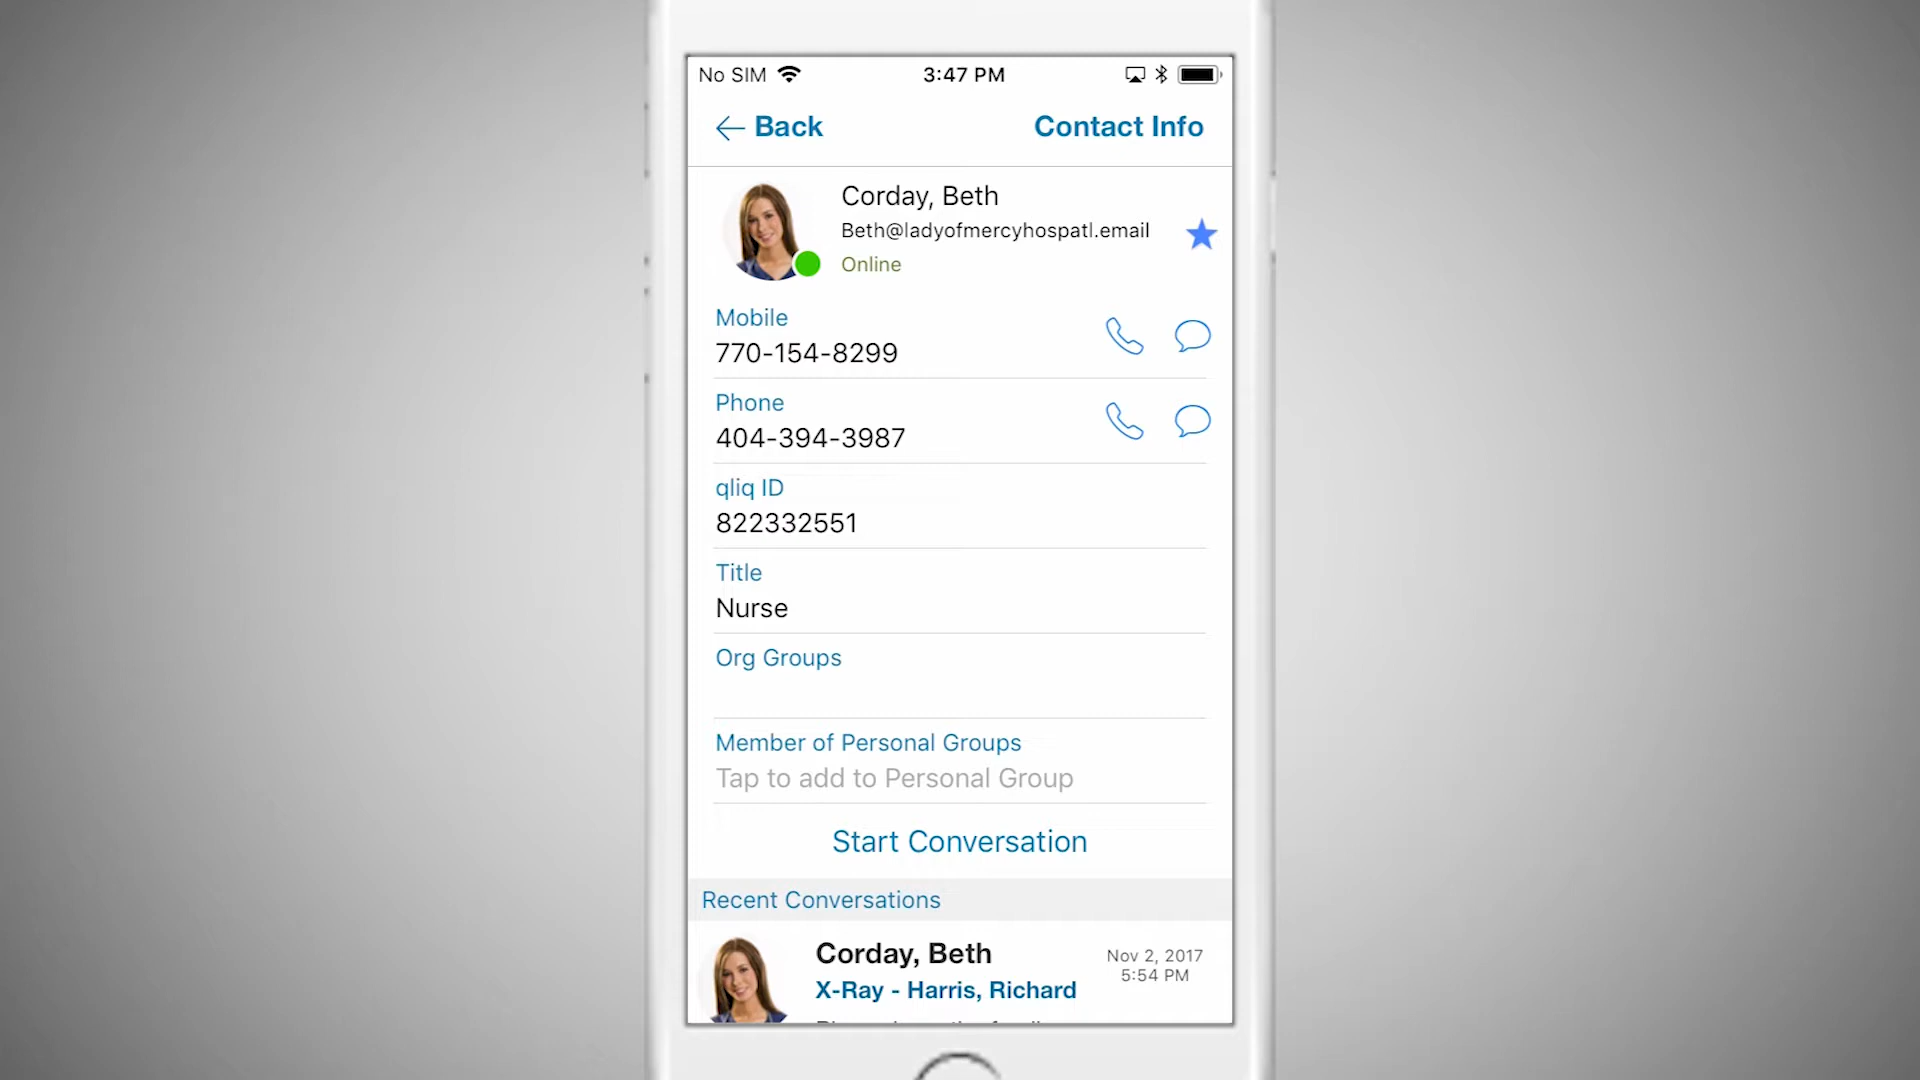 No SIM 3:47 PM
Back Contact Info
Corday, Beth
Beth@ladyofmercyhospatl.email
Online
Mobile
770-154-8299
Phone
404-394-3987
qliq ID
822332551
Title
Nurse
Org Groups
Member of Personal Groups
Tap to add to Personal Group
Start Conversation
Recent Conversations
Corday, Beth Nov 2, 2017
X-Ray - Harris, Richard 5:54 PM